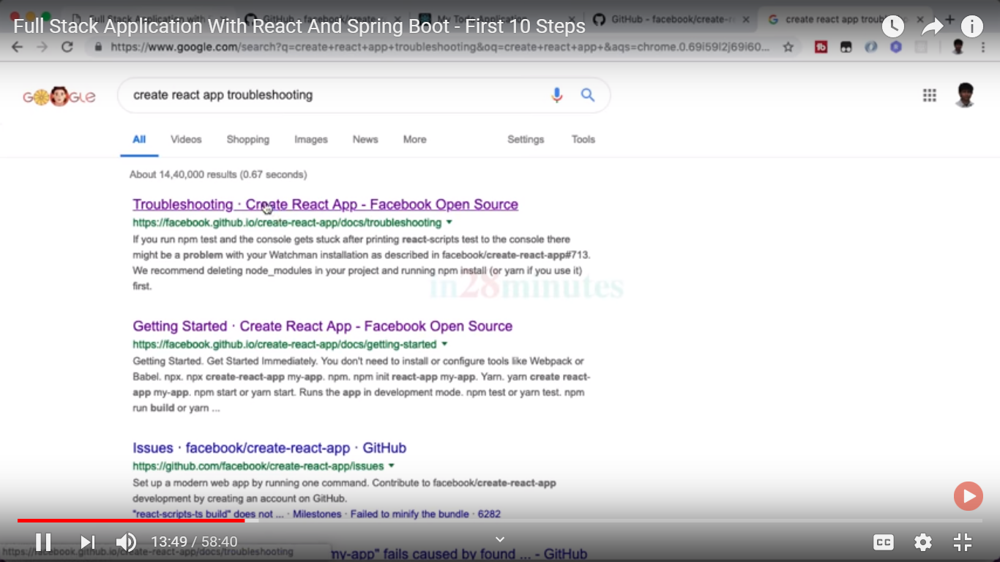 Full Stack Application With React And Spring Boot - First 10 Steps
GitHub - facebook/create-re
create react app troub
https://www.google.com/search?q=create+react+app+troubleshooting&oq=create+react+app+&aqs=chrome.0.69i59l2j69i60...
GOOGLE
create react app troubleshooting
All Videos Shopping Images News More Settings Tools
About 14,40,000 results (0.67 seconds)
Troubleshooting · Create React App - Facebook Open Source
https://facebook.github.io/create-react-app/docs/troubleshooting
If you run npm test and the console gets stuck after printing react-scripts test to the console there
might be a problem with your Watchman installation as described in facebook/create-react-app#713.
We recommend deleting node_modules in your project and running npm install (or yarn if you use it)
first.
in28minutes
Getting Started · Create React App - Facebook Open Source
https://facebook.github.io/create-react-app/docs/getting-started
Getting Started. Get Started Immediately. You don't need to install or configure tools like Webpack or
Babel. npx. npx create-react-app my-app. npm. npm init react-app my-app. Yarn. yarn create react-
app my-app. npm start or yarn start. Runs the app in development mode. npm test or yarn test. npm
run build or yarn ...
Issues · facebook/create-react-app · GitHub
https://github.com/facebook/create-react-app/issues
Set up a modern web app by running one command. Contribute to facebook/create-react-app
development by creating an account on GitHub.
"react-scripts-ts build" does not ... · Milestones · Failed to minify the bundle · 6282
13:49 / 58:40
CC
https://facebook.github.io/create-react-app/docs/troubleshooting
my-app" fails caused by found ... - GitHub